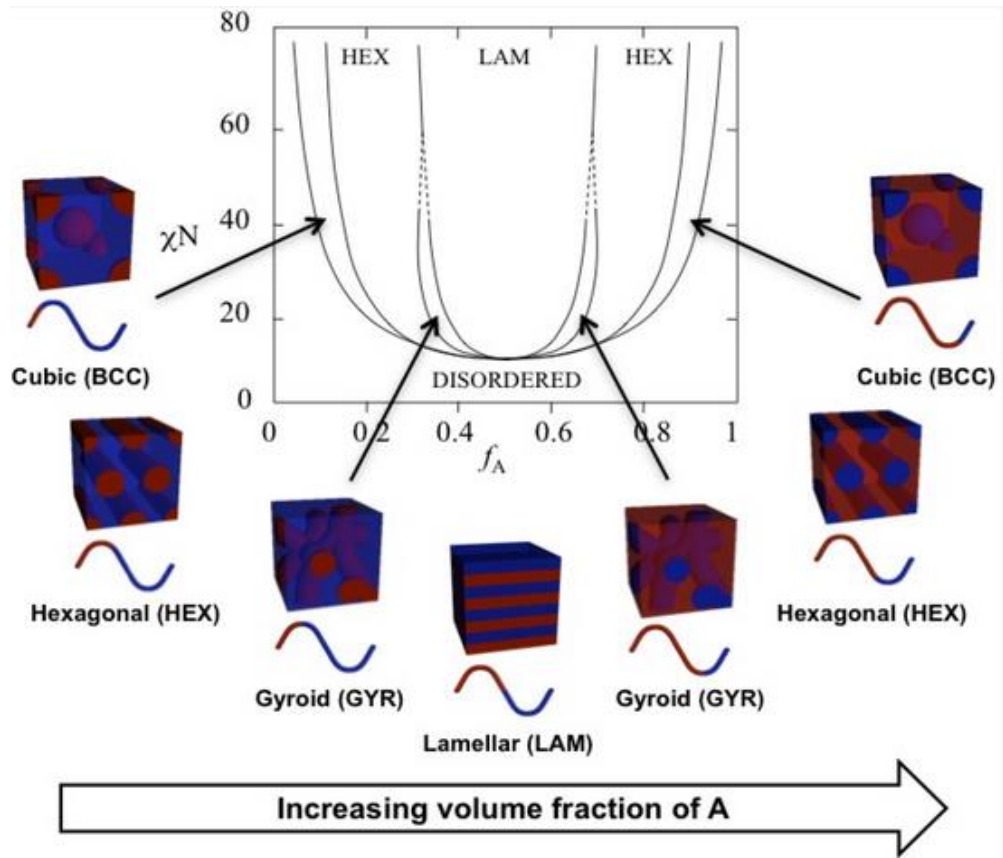 80
60
40
20
0
χN
HEX
LAM
HEX
DISORDERED
0
0.2
0.4
0.6
0.8
1
fA
Cubic (BCC)
Cubic (BCC)
Hexagonal (HEX)
Hexagonal (HEX)
Gyroid (GYR)
Gyroid (GYR)
Lamellar (LAM)
Increasing volume fraction of A